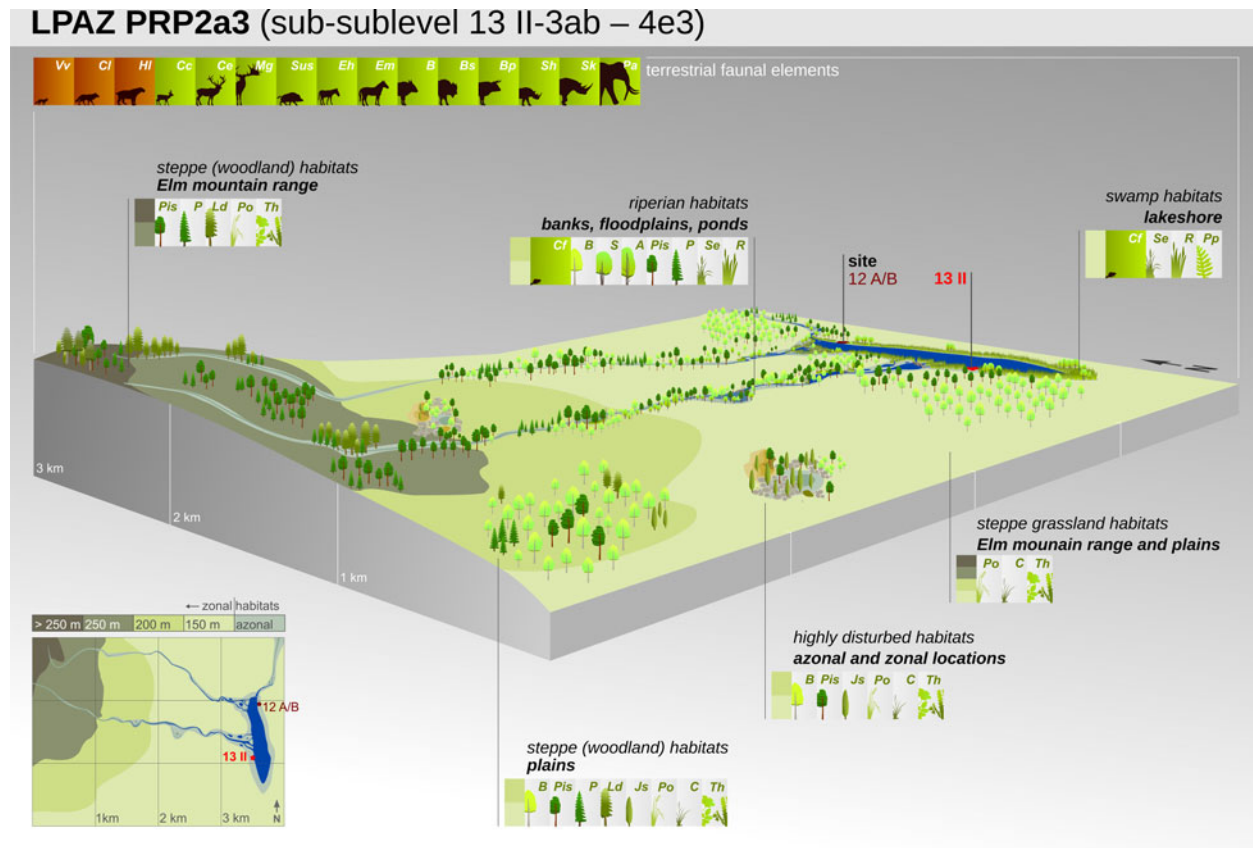 LPAZ PRP2a3 (sub-sublevel 13 II-3ab – 4e3)
Vv Cl Hl Cc Ce Mg Sus Eh Em B Bs Bp Sh Sk Pa
terrestrial faunal elements
steppe (woodland) habitats
Elm mountain range
Pis P Ld Po Th
riperian habitats
banks, floodplains, ponds
Cf B S A Pis P Se R
swamp habitats
lakeshore
Cf Se R Pp
site
12 A/B
13 II
N
3 km
2 km
1 km
steppe grassland habitats
Elm mounain range and plains
Po C Th
highly disturbed habitats
azonal and zonal locations
B Pis Js Po C Th
steppe (woodland) habitats
plains
B Pis P Ld Js Po C Th
← zonal habitats
> 250 m 250 m 200 m 150 m azonal
12 A/B
13 II
1km 2 km 3 km N